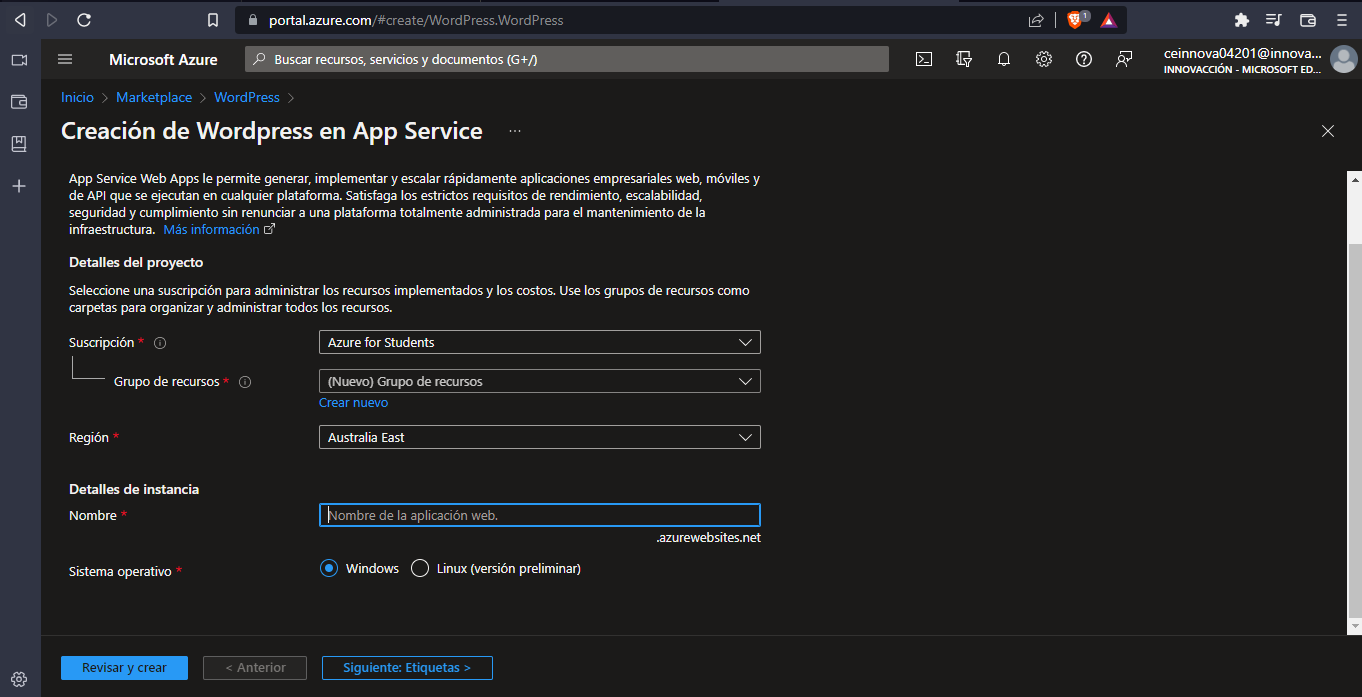 portal.azure.com/#create/WordPress.WordPress
1
Microsoft Azure
Buscar recursos, servicios y documentos (G+/)
ceinnova04201@innova...
INNOVACCIÓN - MICROSOFT ED...
Inicio > Marketplace > WordPress >
Creación de Wordpress en App Service ...
App Service Web Apps le permite generar, implementar y escalar rápidamente aplicaciones empresariales web, móviles y
de API que se ejecutan en cualquier plataforma. Satisfaga los estrictos requisitos de rendimiento, escalabilidad,
seguridad y cumplimiento sin renunciar a una plataforma totalmente administrada para el mantenimiento de la
infraestructura. Más información
Detalles del proyecto
Seleccione una suscripción para administrar los recursos implementados y los costos. Use los grupos de recursos como
carpetas para organizar y administrar todos los recursos.
Suscripción * Azure for Students
Grupo de recursos * (Nuevo) Grupo de recursos
Crear nuevo
Región * Australia East
Detalles de instancia
Nombre * Nombre de la aplicación web.
.azurewebsites.net
Sistema operativo * Windows Linux (versión preliminar)
Revisar y crear < Anterior Siguiente: Etiquetas >